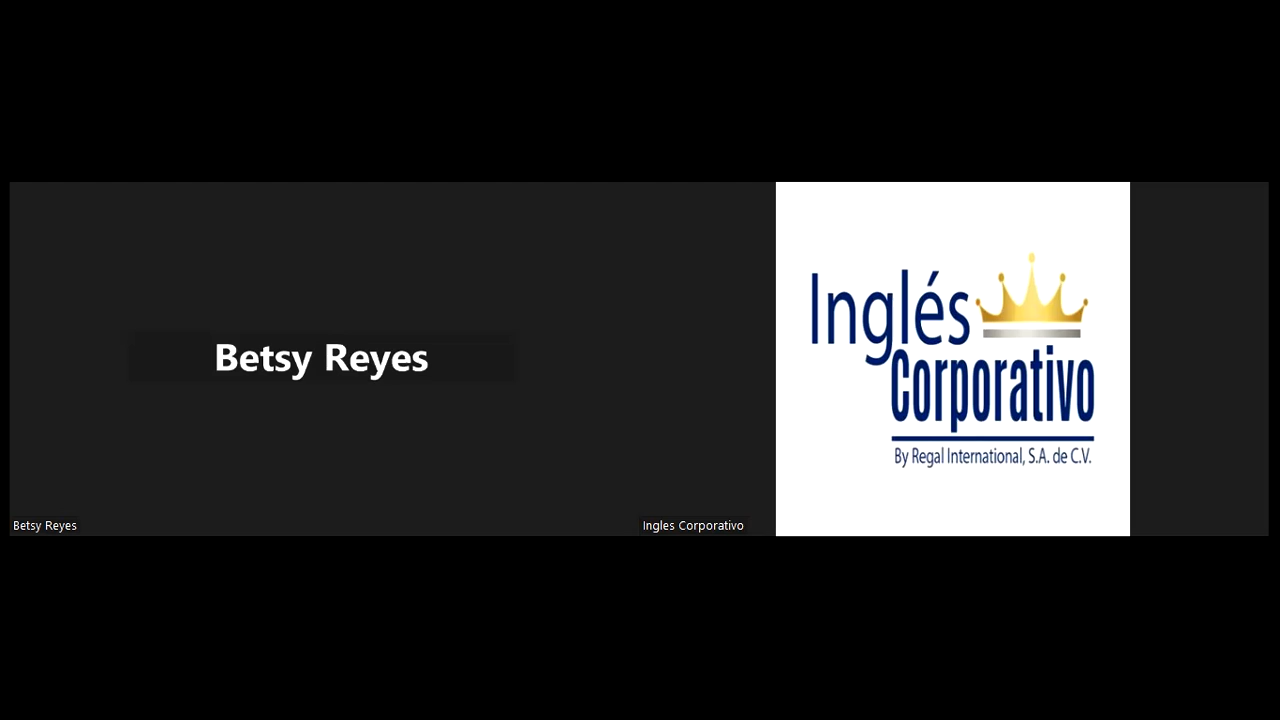 Betsy Reyes
Betsy Reyes
Inglés
Corporativo
By Regal International, S.A. de C.V.
Ingles Corporativo